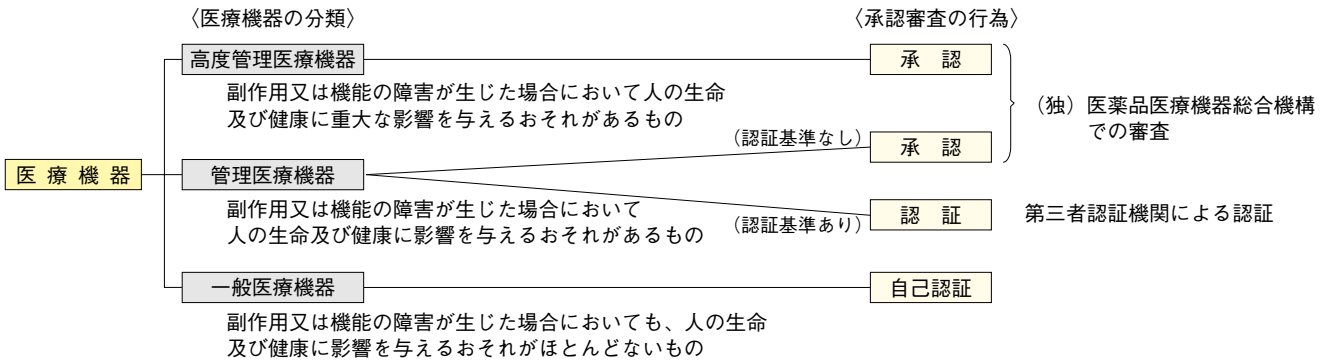 〈医療機器の分類〉
〈承認審査の行為〉
高度管理医療機器
承 認
副作用又は機能の障害が生じた場合において人の生命
及び健康に重大な影響を与えるおそれがあるもの
(独)医薬品医療機器総合機構
での審査
(認証基準なし)
承 認
医 療 機 器
管理医療機器
副作用又は機能の障害が生じた場合において
人の生命及び健康に影響を与えるおそれがあるもの
(認証基準あり)
認 証
第三者認証機関による認証
一般医療機器
自己認証
副作用又は機能の障害が生じた場合においても、人の生命
及び健康に影響を与えるおそれがほとんどないもの